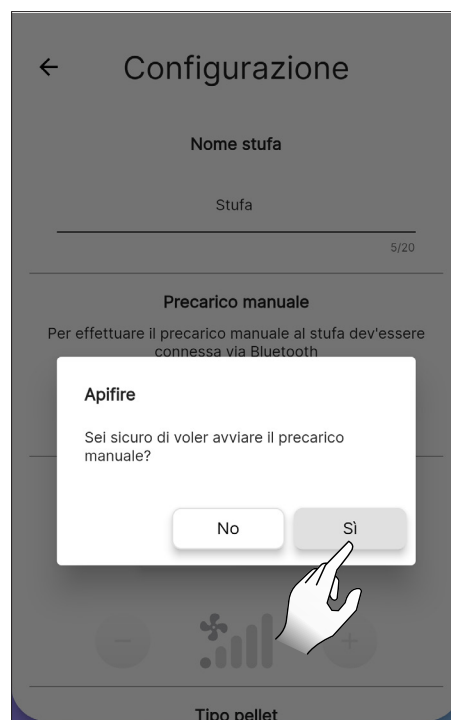 Configurazione
Nome stufa
Stufa
5/20
Precarico manuale
Per effettuare il precarico manuale al stufa dev'essere
connessa via Bluetooth
Apifire
Sei sicuro di voler avviare il precarico
manuale?
No
Sì
Tipo pellet